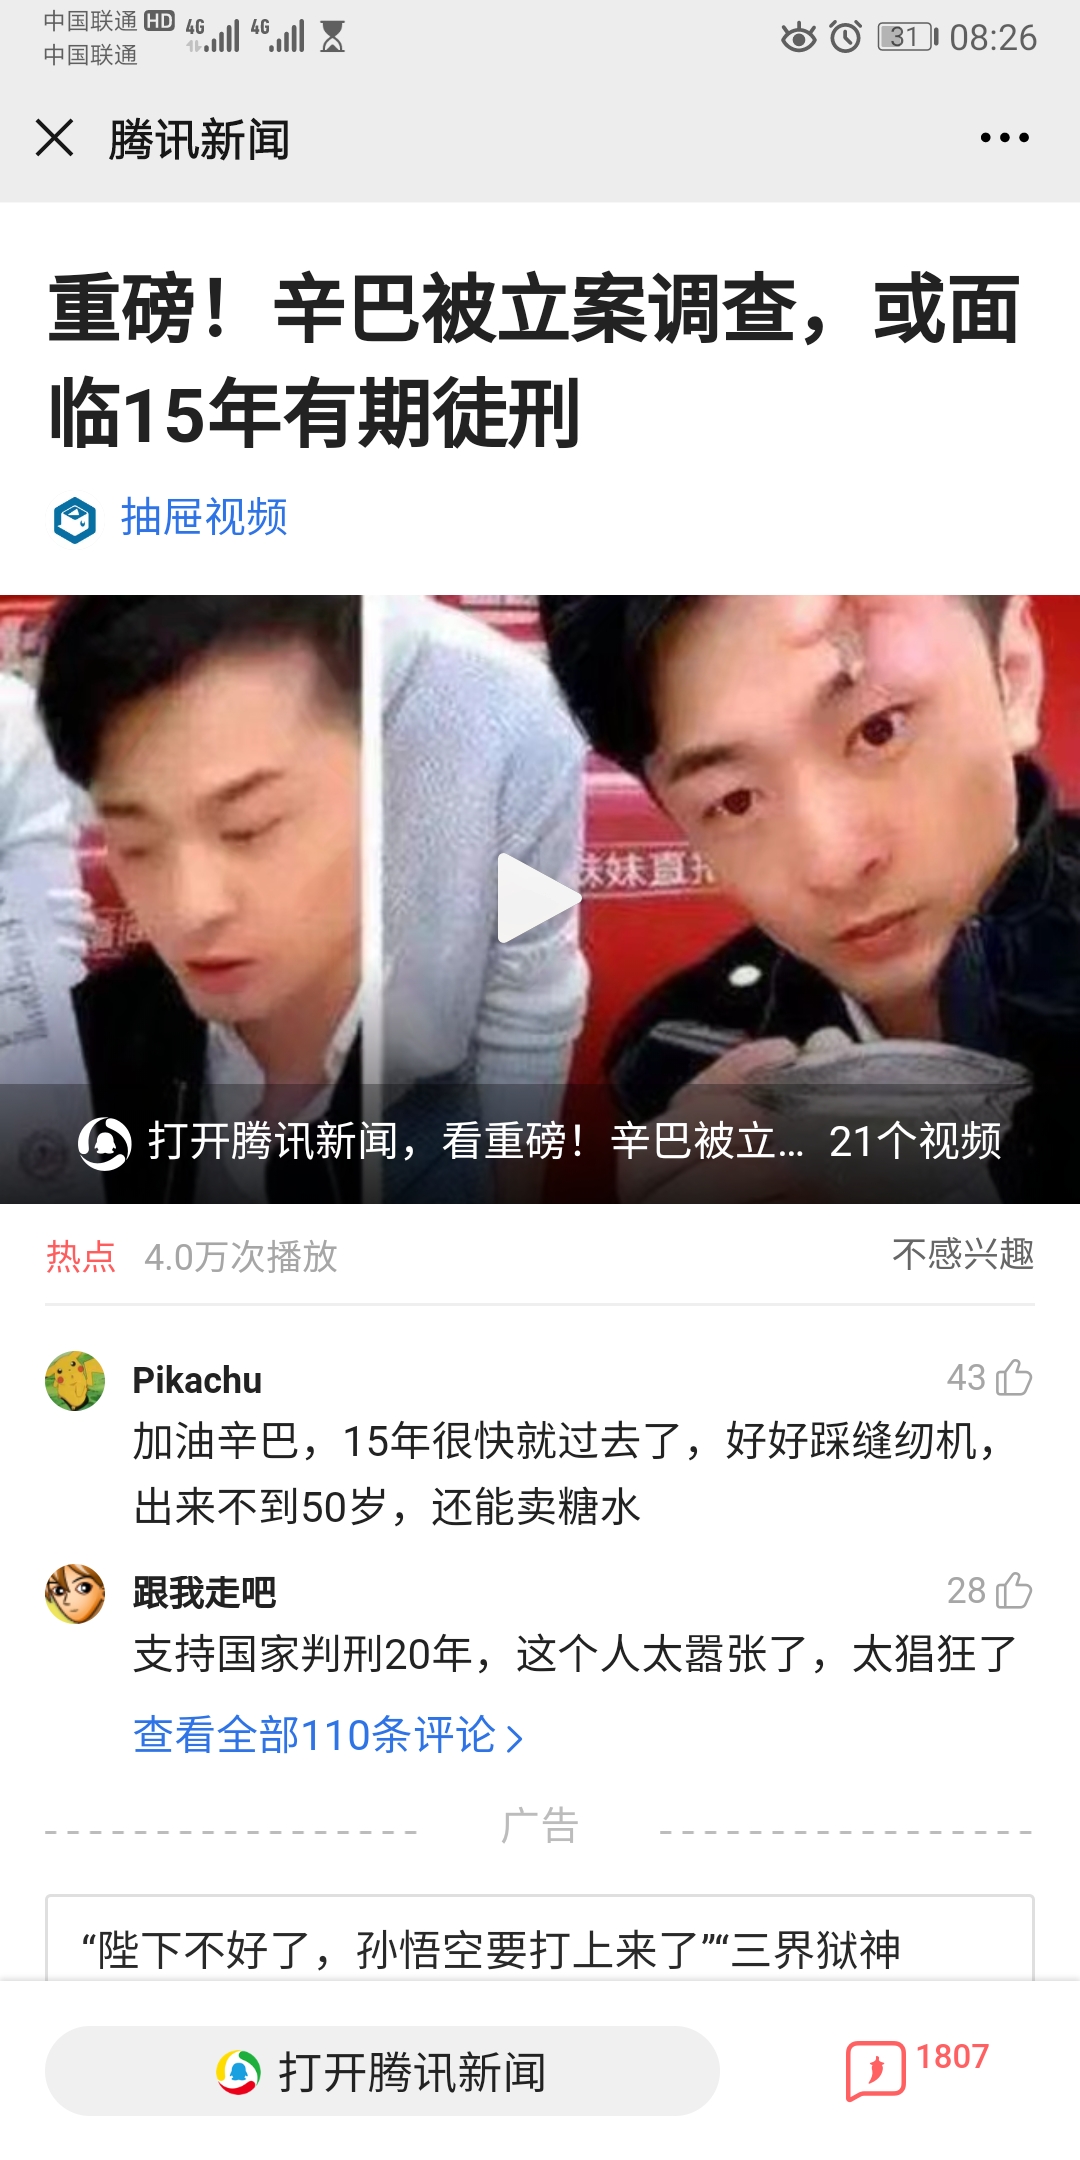 中国联通 HD 4G 4G 31 08:26
中国联通
腾讯新闻
重磅！辛巴被立案调查，或面
临15年有期徒刑
抽屉视频
妹妹直播
打开腾讯新闻，看重磅！辛巴被立... 21个视频
热点 4.0万次播放 不感兴趣
Pikachu 43
加油辛巴，15年很快就过去了，好好踩缝纫机，
出来不到50岁，还能卖糖水
跟我走吧 28
支持国家判刑20年，这个人太嚣张了，太猖狂了
查看全部110条评论
广告
“陛下不好了，孙悟空要打上来了”“三界狱神
打开腾讯新闻 1807